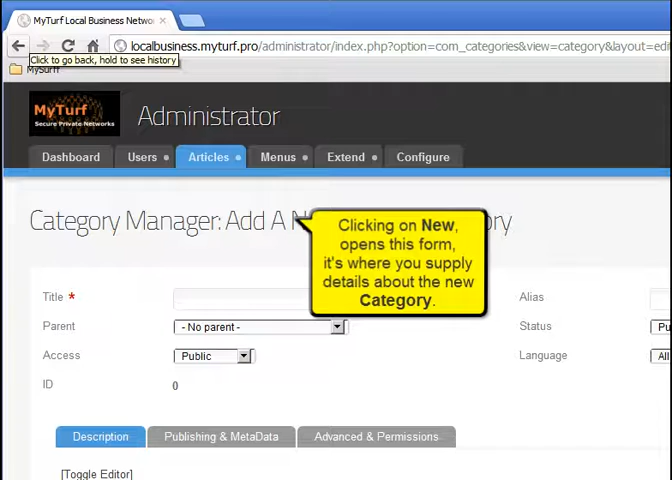 MyTurf Local Business Netwo
localbusiness.myturf.pro/administrator/index.php?option=com_categories&view=category&layout=edi
Click to go back, hold to see history
MyTurf
Secure Private Networks
Administrator
Dashboard Users Articles Menus Extend Configure
Category Manager: Add A N ory
Clicking on New,
opens this form,
it's where you supply
details about the new
Category.
Title * Alias
Parent - No parent - Status Pu
Access Public Language All
ID 0
Description Publishing & MetaData Advanced & Permissions
[Toggle Editor]